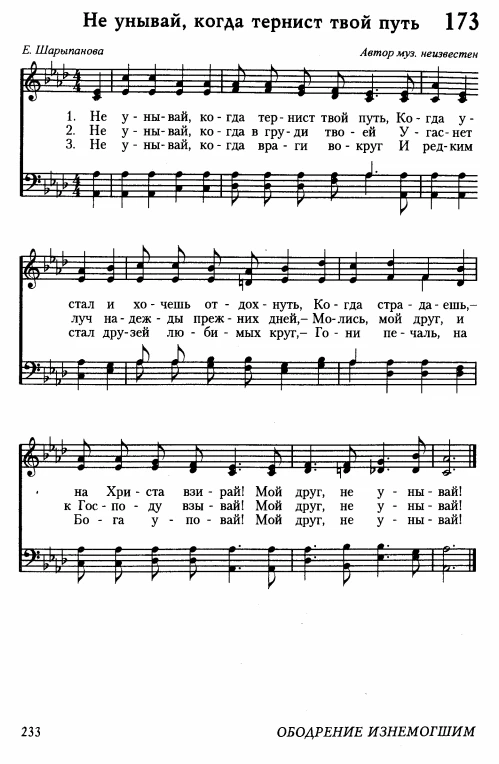 Не унывай, когда тернист твой путь 173
Е. Шарыпанова Автор муз. неизвестен
1. Не у - ны - вай, ко - гда тер - нист твой путь, Ко - гда у -
2. Не у - ны - вай, ко - гда в гру - ди тво - ей У - гас - нет
3. Не у - ны - вай, ко - гда вра - ги во - круг И ред - ким
стал и хо - чешь от - дох - нуть, Ко - гда стра - да - ешь,–
луч на - деж - ды преж - них дней,– Мо - лись, мой друг, и
стал дру - зей лю - би - мых круг,– Го - ни пе - чаль, на
на Хри - ста взи - рай! Мой друг, не у - ны - вай!
к Гос - по - ду взы - вай! Мой друг, не у - ны - вай!
Бо - га у - по - вай! Мой друг, не у - ны - вай!
233 ОБОДРЕНИЕ ИЗНЕМОГШИМ